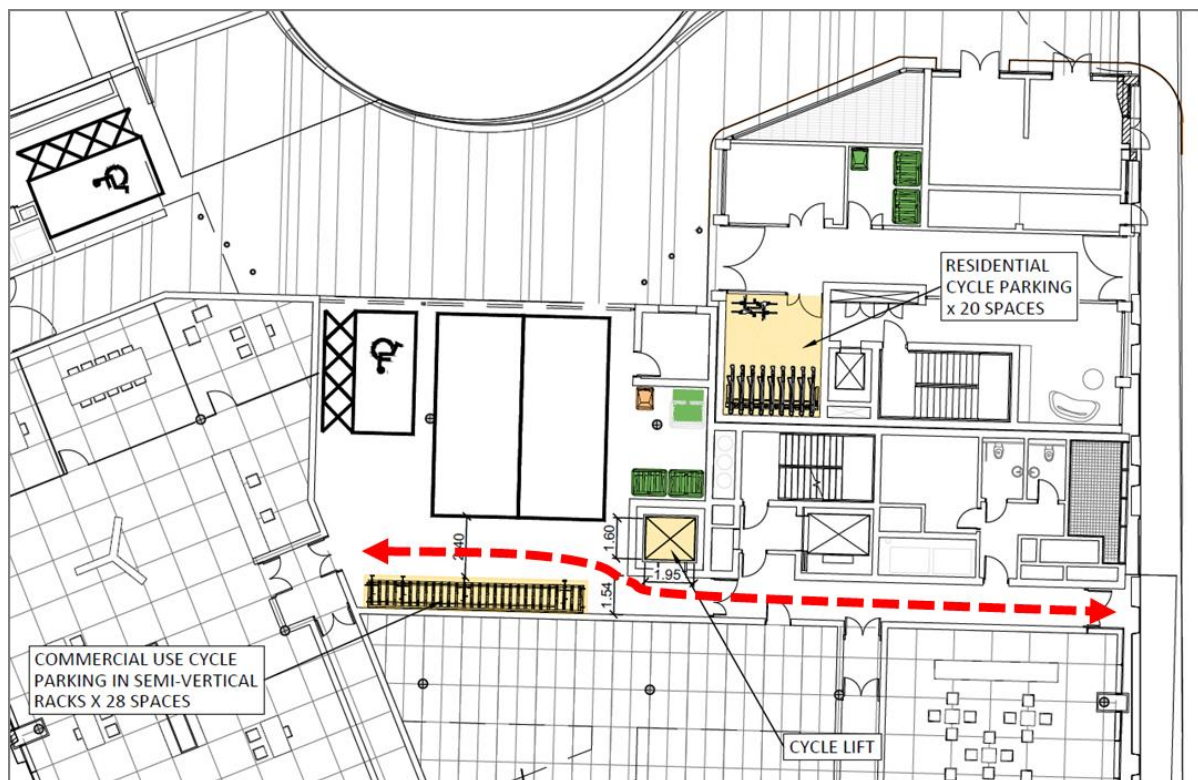 RESIDENTIAL
CYCLE PARKING
x 20 SPACES
1.60
2.40
1.95
1.54
COMMERCIAL USE CYCLE
PARKING IN SEMI-VERTICAL
RACKS X 28 SPACES
CYCLE LIFT